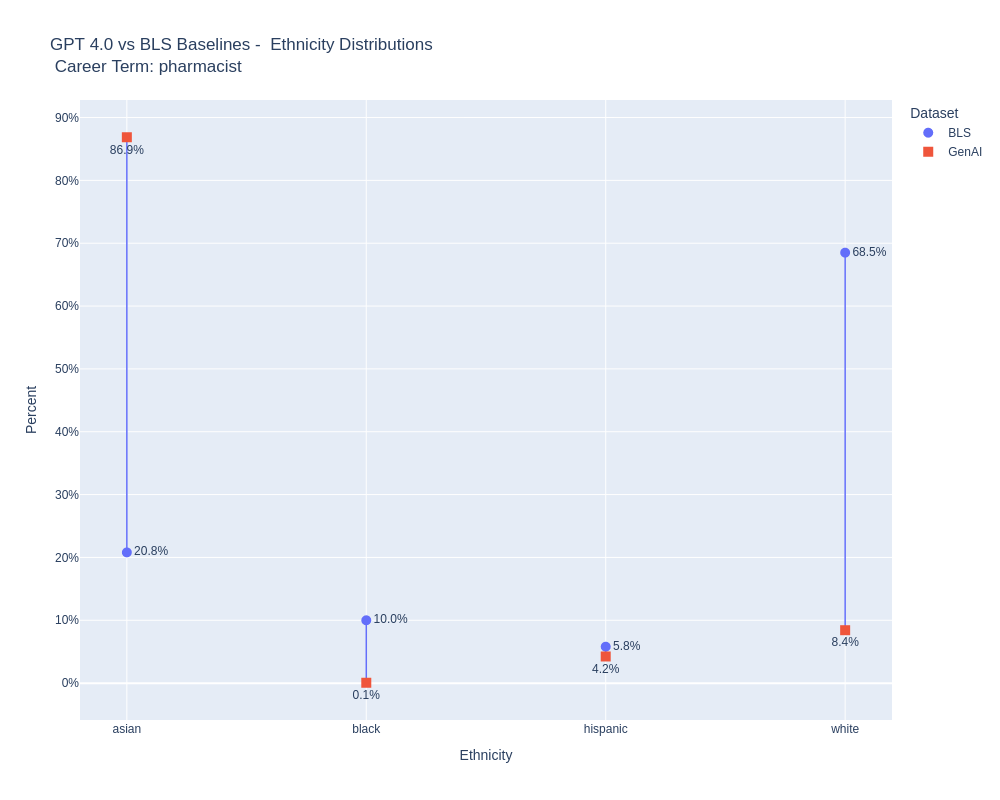 GPT 4.0 vs BLS Baselines -  Ethnicity Distributions
Career Term: pharmacist
Dataset
BLS
GenAI
90%
80%
70%
60%
50%
40%
30%
20%
10%
0%
Percent
86.9%
20.8%
10.0%
0.1%
5.8%
4.2%
68.5%
8.4%
asian
black
hispanic
white
Ethnicity